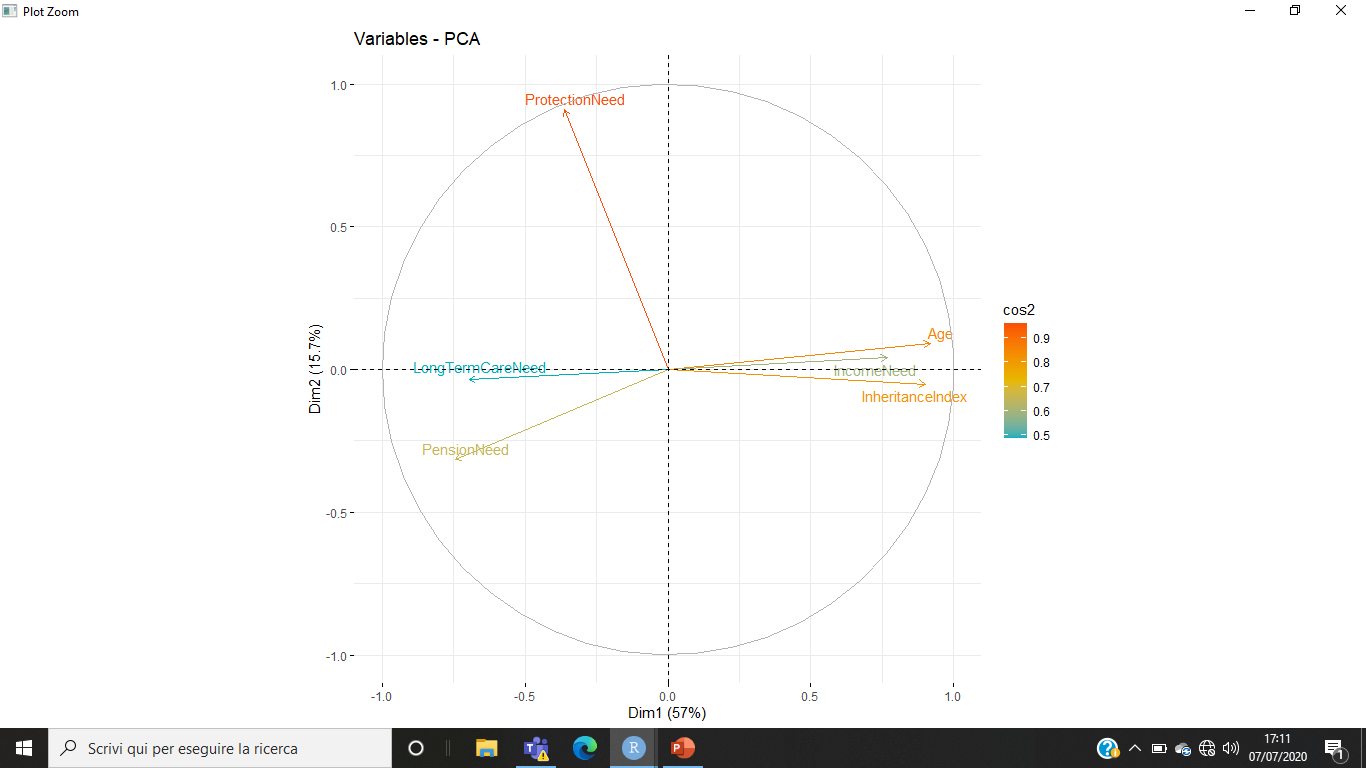 Plot Zoom
Variables - PCA
1.0
0.5
0.0
-0.5
-1.0
Dim2 (15.7%)
ProtectionNeed
Age
IncomeNeed
InheritanceIndex
LongTermCareNeed
PensionNeed
-1.0 -0.5 0.0 0.5 1.0
Dim1 (57%)
cos2
0.9
0.8
0.7
0.6
0.5
Scrivi qui per eseguire la ricerca
17:11
07/07/2020
1